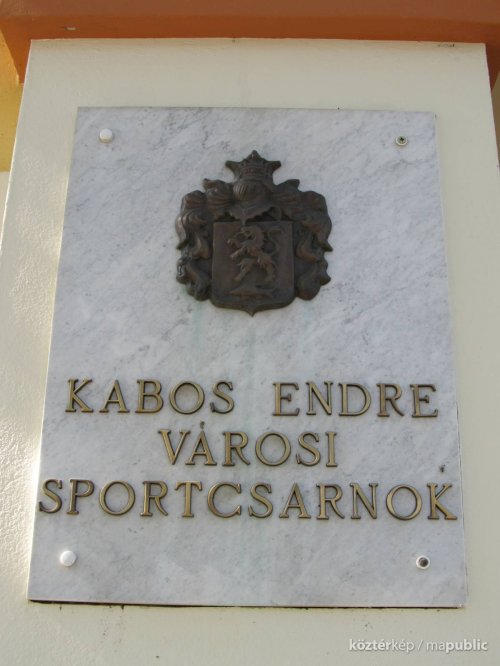 KABOS ENDRE
VÁROSI
SPORTCSARNOK
köztérkép / mapublic